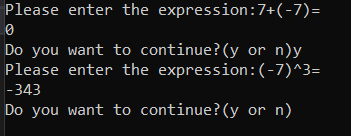 Please enter the expression:7+(-7)=
0
Do you want to continue?(y or n)y
Please enter the expression:(-7)^3=
-343
Do you want to continue?(y or n)